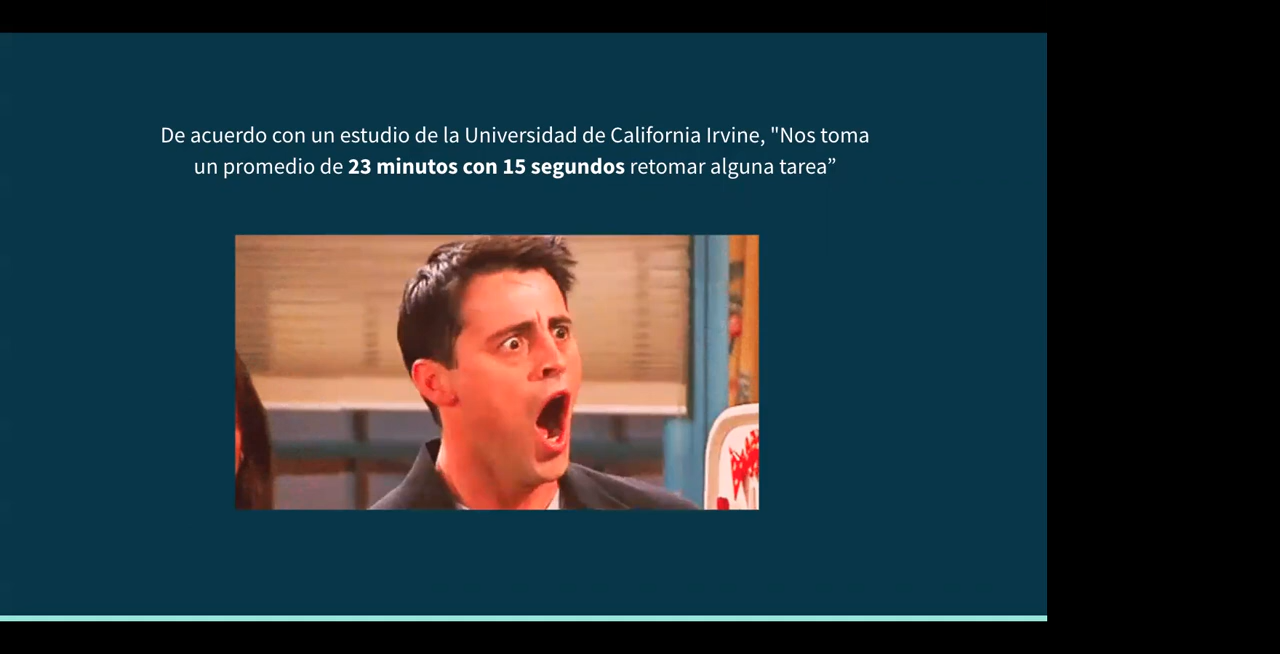 De acuerdo con un estudio de la Universidad de California Irvine, "Nos toma
un promedio de 23 minutos con 15 segundos retomar alguna tarea”